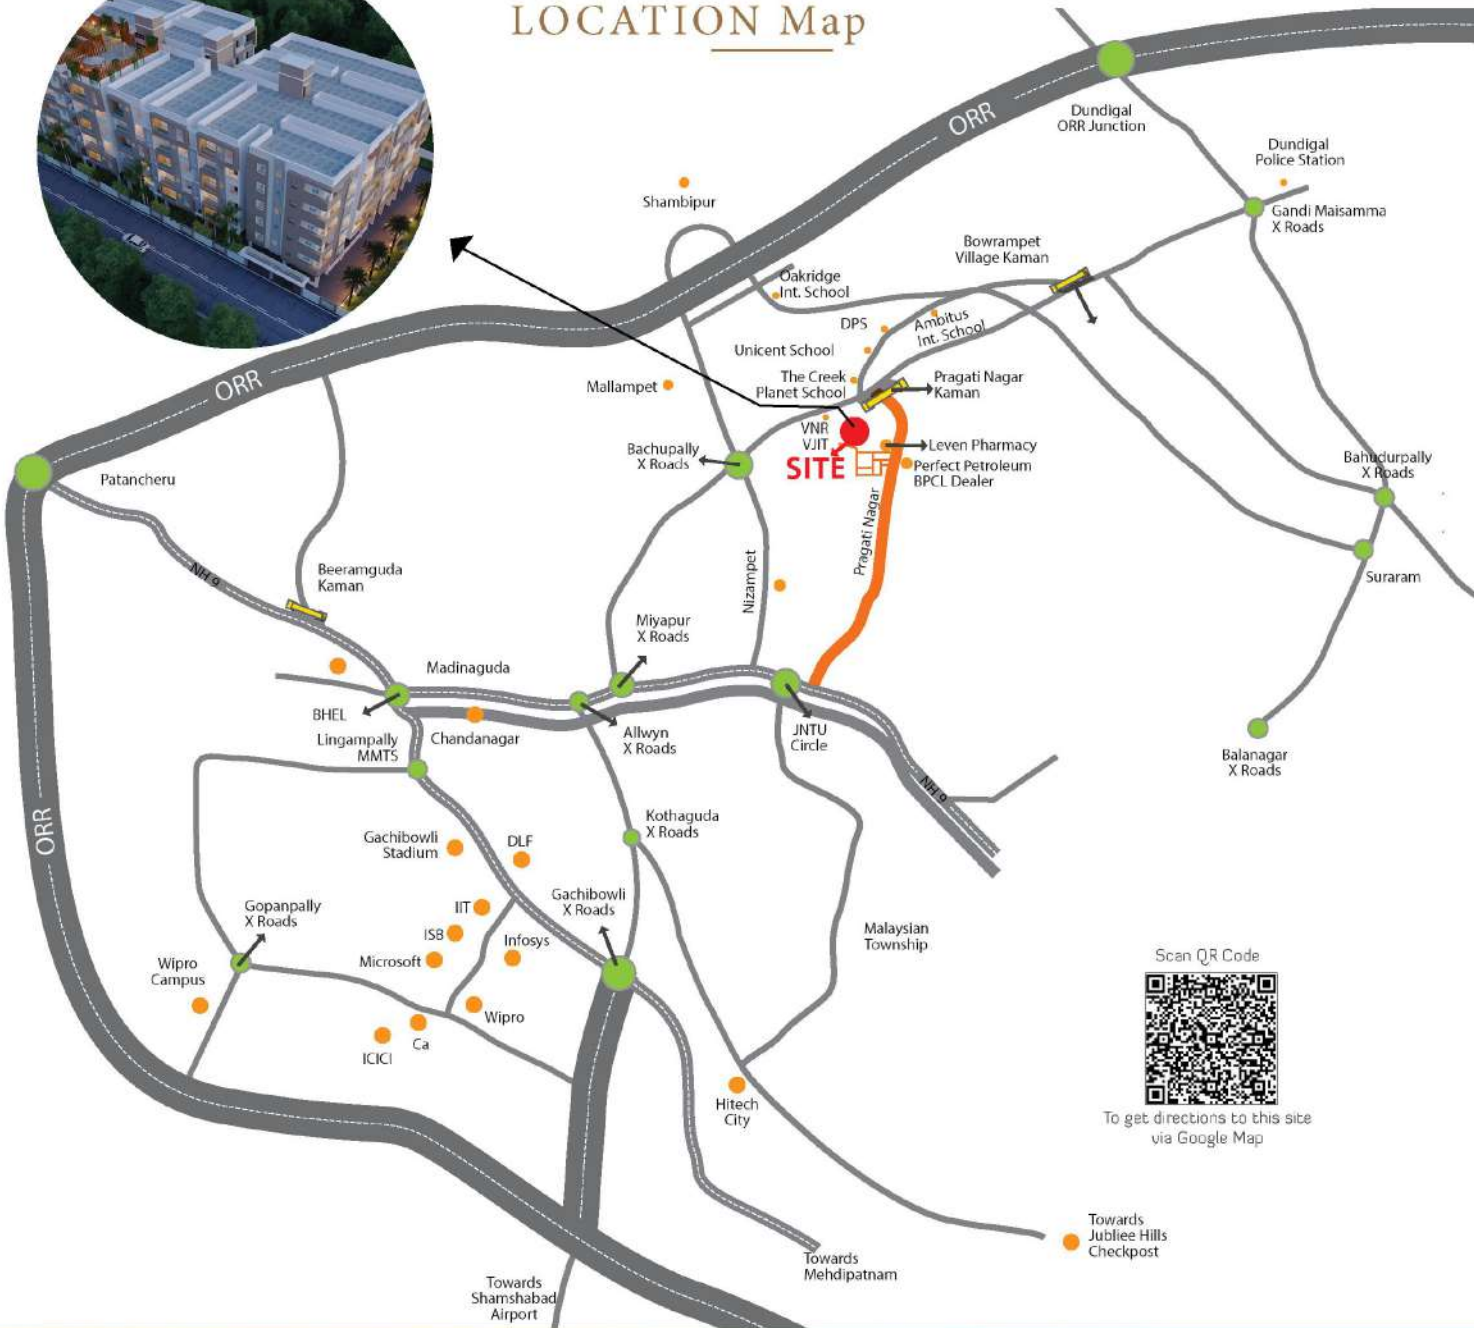 LOCATION Map
ORR
Dundigal
ORR Junction
Dundigal
Police Station
Shambipur
Gandi Maisamma
X Roads
Bowrampet
Village Kaman
Oakridge
Int. School
DPS
Ambitus
Int. School
Unicent School
The Creek
Planet School
Pragati Nagar
Kaman
Mallampet
ORR
VNR
VJIT
SITE
Leven Pharmacy
Perfect Petroleum
BPCL Dealer
Bachupally
X Roads
Bahudurpally
X Roads
Patancheru
Pragati Nagar
Nizampet
NH 9
Beeramguda
Kaman
Suraram
Miyapur
X Roads
Madinaguda
BHEL
Lingampally
MMTS
Chandanagar
Allwyn
X Roads
JNTU
Circle
Balanagar
X Roads
NH 9
ORR
Kothaguda
X Roads
Gachibowli
Stadium
DLF
Gachibowli
X Roads
IIT
ISB
Infosys
Microsoft
Gopanpally
X Roads
Wipro
Campus
Malaysian
Township
Wipro
Ca
ICICI
Scan QR Code
To get directions to this site
via Google Map
Hitech
City
Towards
Jubliee Hills
Checkpost
Towards
Mehdipatnam
Towards
Shamshabad
Airport